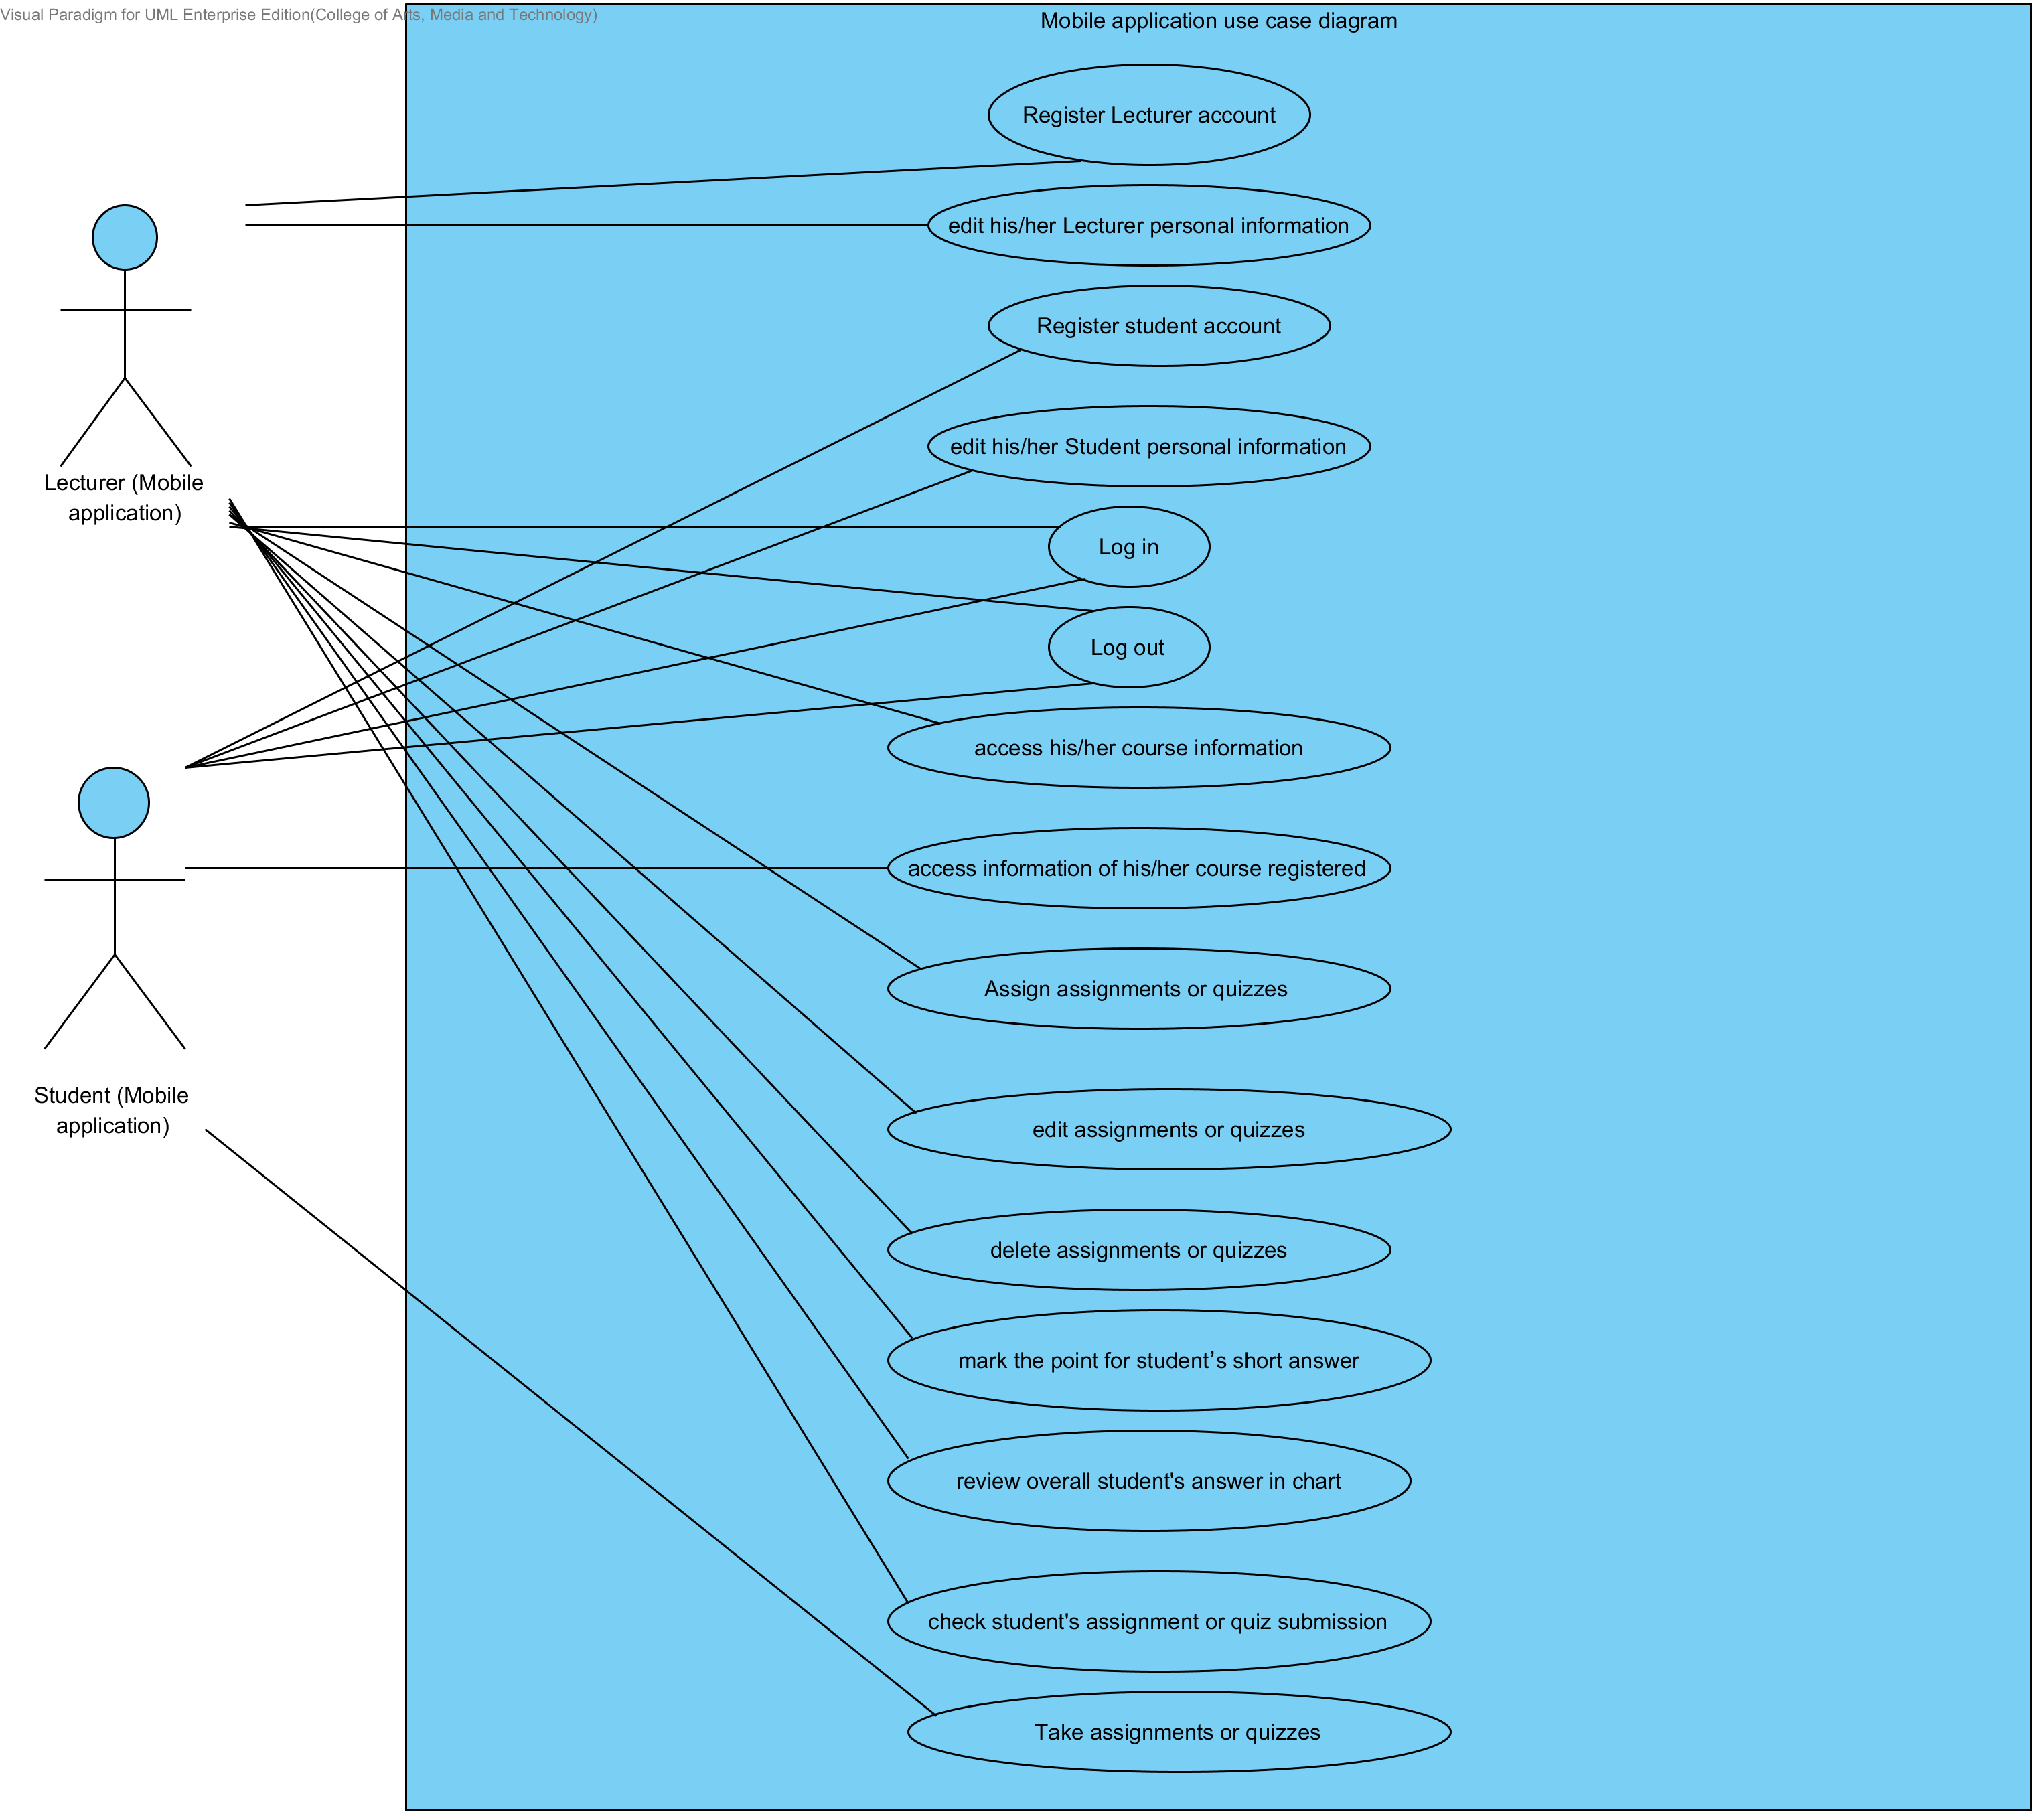 Visual Paradigm for UML Enterprise Edition(College of Arts, Media and Technology)
Mobile application use case diagram
Register Lecturer account
edit his/her Lecturer personal information
Register student account
edit his/her Student personal information
Lecturer (Mobile
application)
Log in
Log out
access his/her course information
access information of his/her course registered
Assign assignments or quizzes
Student (Mobile
application)
edit assignments or quizzes
delete assignments or quizzes
mark the point for student’s short answer
review overall student's answer in chart
check student's assignment or quiz submission
Take assignments or quizzes